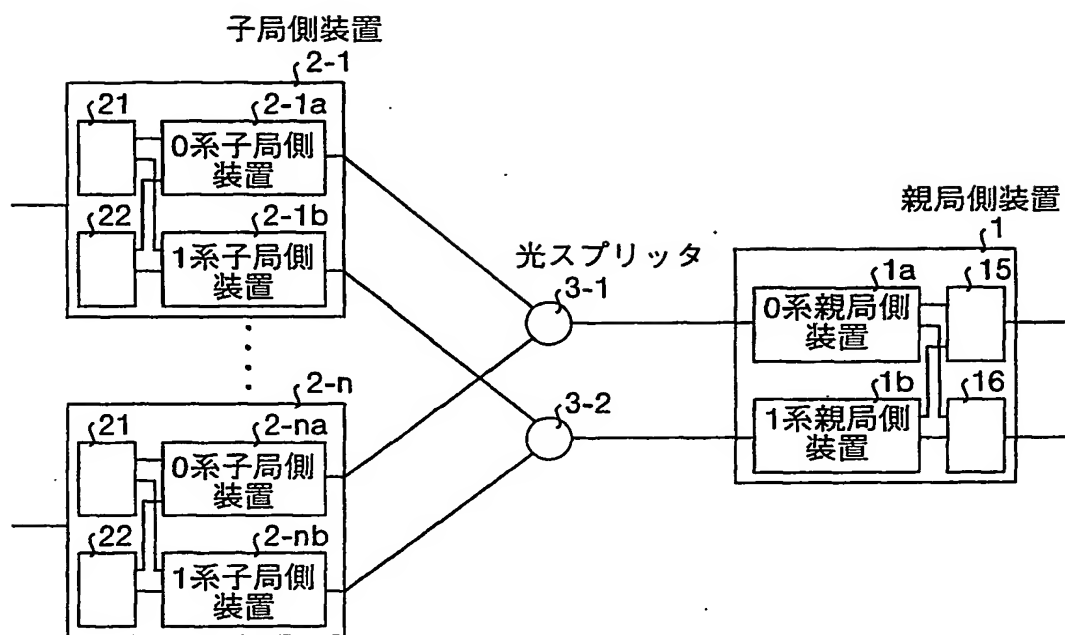 子局側装置
2-1
21
2-1a
0系子局側
装置
22
2-1b
1系子局側
装置
光スプリッタ
3-1
3-2
親局側装置
1
1a
15
0系親局側
装置
1b
16
1系親局側
装置
2-n
21
2-na
0系子局側
装置
22
2-nb
1系子局側
装置